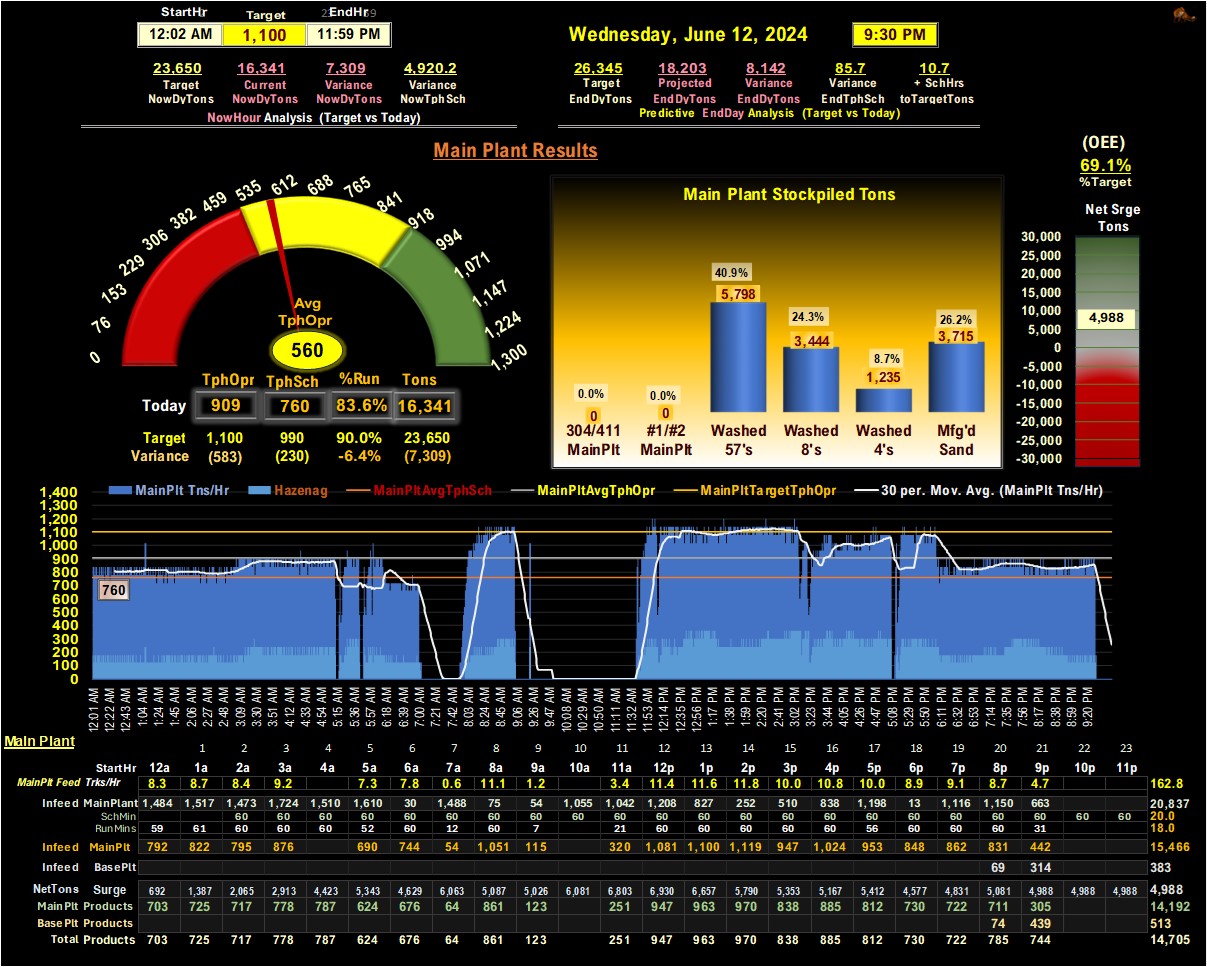 StartHr Target EndHr
12:02 AM 1,100 11:59 PM
Wednesday, June 12, 2024 9:30 PM
23,650 16,341 7,309 4,920.2
Target Current Variance Variance
NowDyTons NowDyTons NowDyTons NowTphSch
NowHour Analysis (Target vs Today)
26,345 18,203 8,142 85.7 10.7
Target Projected Variance Variance + SchHrs
EndDyTons EndDyTons EndDyTons EndTphSch toTargetTons
Predictive EndDay Analysis (Target vs Today)
Main Plant Results
(OEE)
69.1%
%Target
0 76 153 229 306 382 459 535 612 688 765 841 918 994 1,071 1,147 1,224 1,300
Avg
TphOpr
560
TphOpr TphSch %Run Tons
Today 909 760 83.6% 16,341
Target 1,100 990 90.0% 23,650
Variance (583) (230) -6.4% (7,309)
Main Plant Stockpiled Tons
0.0% 0.0% 40.9% 24.3% 8.7% 26.2%
0 0 5,798 3,444 1,235 3,715
304/411 #1/#2 Washed Washed Washed Mfg'd
MainPlt MainPlt 57's 8's 4's Sand
Net Srge
Tons
30,000
25,000
20,000
15,000
10,000
5,000
0
-5,000
-10,000
-15,000
-20,000
-25,000
-30,000
4,988
MainPlt Tns/Hr Hazenag MainPltAvgTphSch MainPltAvgTphOpr MainPltTargetTphOpr 30 per. Mov. Avg. (MainPlt Tns/Hr)
1,400
1,300
1,200
1,100
1,000
900
800
700
600
500
400
300
200
100
0
760
12:01 AM 12:22 AM 12:43 AM 1:04 AM 1:24 AM 1:45 AM 2:06 AM 2:27 AM 2:48 AM 3:09 AM 3:30 AM 3:51 AM 4:12 AM 4:33 AM 4:54 AM 5:15 AM 5:36 AM 5:57 AM 6:18 AM 6:39 AM 7:00 AM 7:21 AM 7:42 AM 8:03 AM 8:24 AM 8:45 AM 9:06 AM 9:26 AM 9:47 AM 10:08 AM 10:29 AM 10:50 AM 11:11 AM 11:32 AM 11:53 AM 12:14 PM 12:35 PM 12:56 PM 1:17 PM 1:38 PM 1:59 PM 2:20 PM 2:41 PM 3:02 PM 3:23 PM 3:44 PM 4:05 PM 4:26 PM 4:47 PM 5:08 PM 5:29 PM 5:50 PM 6:11 PM 6:32 PM 6:53 PM 7:14 PM 7:35 PM 7:56 PM 8:17 PM 8:38 PM 8:59 PM 9:20 PM
Main Plant
1 2 3 4 5 6 7 8 9 10 11 12 13 14 15 16 17 18 19 20 21 22 23
StartHr 12a 1a 2a 3a 4a 5a 6a 7a 8a 9a 10a 11a 12p 1p 2p 3p 4p 5p 6p 7p 8p 9p 10p 11p
MainPlt Feed Trks/Hr 8.3 8.7 8.4 9.2 7.3 7.8 0.6 11.1 1.2 3.4 11.4 11.6 11.8 10.0 10.8 10.0 8.9 9.1 8.7 4.7 162.8
Infeed MainPlant 1,484 1,517 1,473 1,724 1,510 1,610 30 1,488 75 54 1,055 1,042 1,208 827 252 510 838 1,198 13 1,116 1,150 663 20,837
SchMin 60 60 60 60 60 60 60 60 60 60 60 60 60 60 60 60 60 60 60 60 60 60 20.0
RunMins 59 61 60 60 60 52 60 12 60 7 21 60 60 60 60 60 56 60 60 60 31 18.0
Infeed MainPlt 792 822 795 876 690 744 54 1,051 115 320 1,081 1,100 1,119 947 1,024 953 848 862 831 442 15,466
Infeed BasePlt 69 314 383
NetTons Surge 692 1,387 2,065 2,913 4,423 5,343 4,629 6,063 5,087 5,026 6,081 6,803 6,930 6,657 5,790 5,353 5,167 5,412 4,577 4,831 5,081 4,988 4,988 4,988 4,988
MainPlt Products 703 725 717 778 787 624 676 64 861 123 251 947 963 970 838 885 812 730 722 711 305 14,192
BasePlt Products 74 439 513
Total Products 703 725 717 778 787 624 676 64 861 123 251 947 963 970 838 885 812 730 722 785 744 14,705